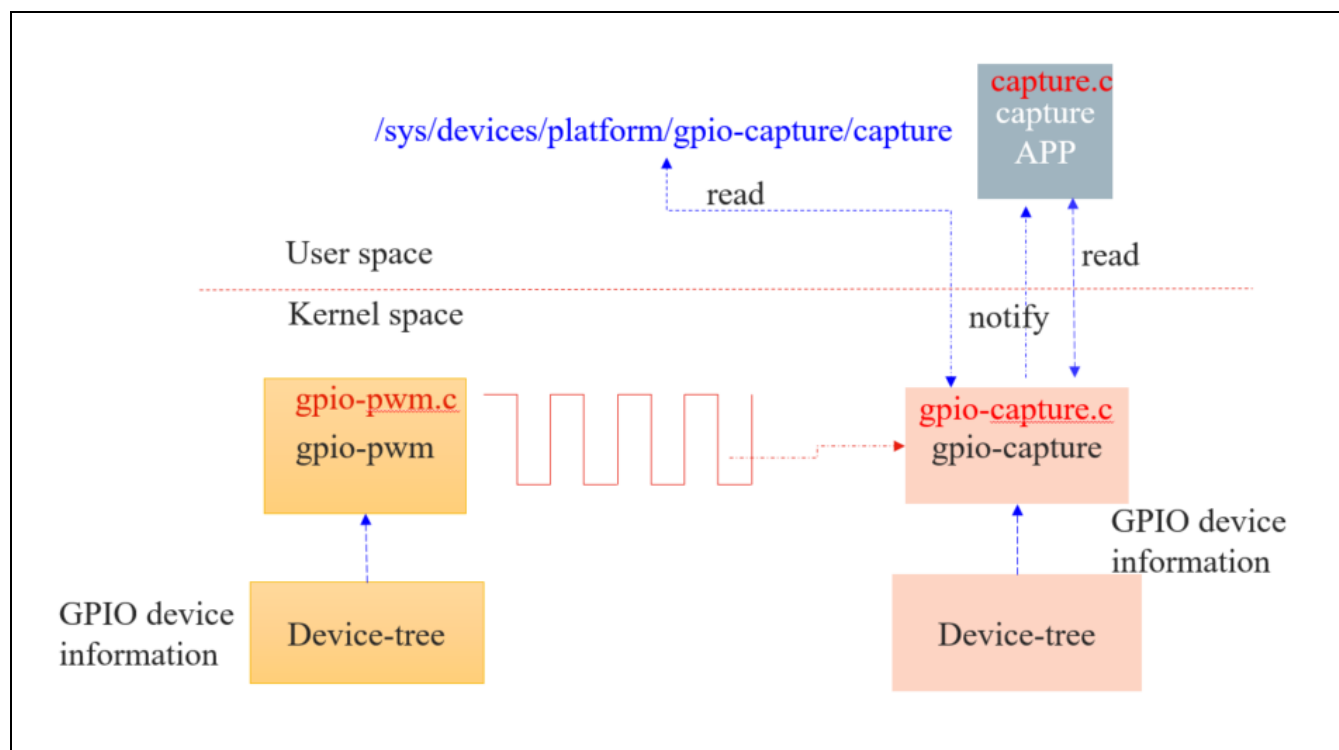 capture.c
capture
APP
/sys/devices/platform/gpio-capture/capture
read
User space
read
Kernel space
notify
gpio-pwm.c
gpio-pwm
gpio-capture.c
gpio-capture
GPIO device
information
GPIO device
information
Device-tree
Device-tree